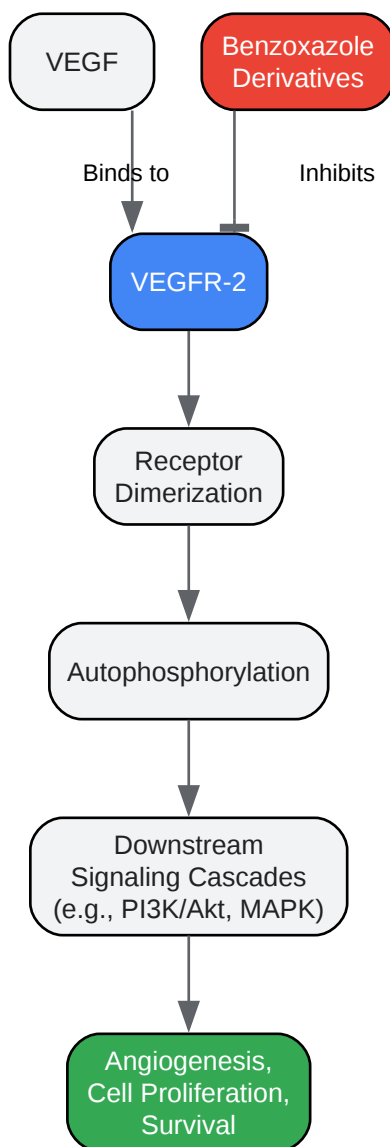 VEGF
Benzoxazole
Derivatives
Binds to
Inhibits
VEGFR-2
Receptor
Dimerization
Autophosphorylation
Downstream
Signaling Cascades
(e.g., PI3K/Akt, MAPK)
Angiogenesis,
Cell Proliferation,
Survival